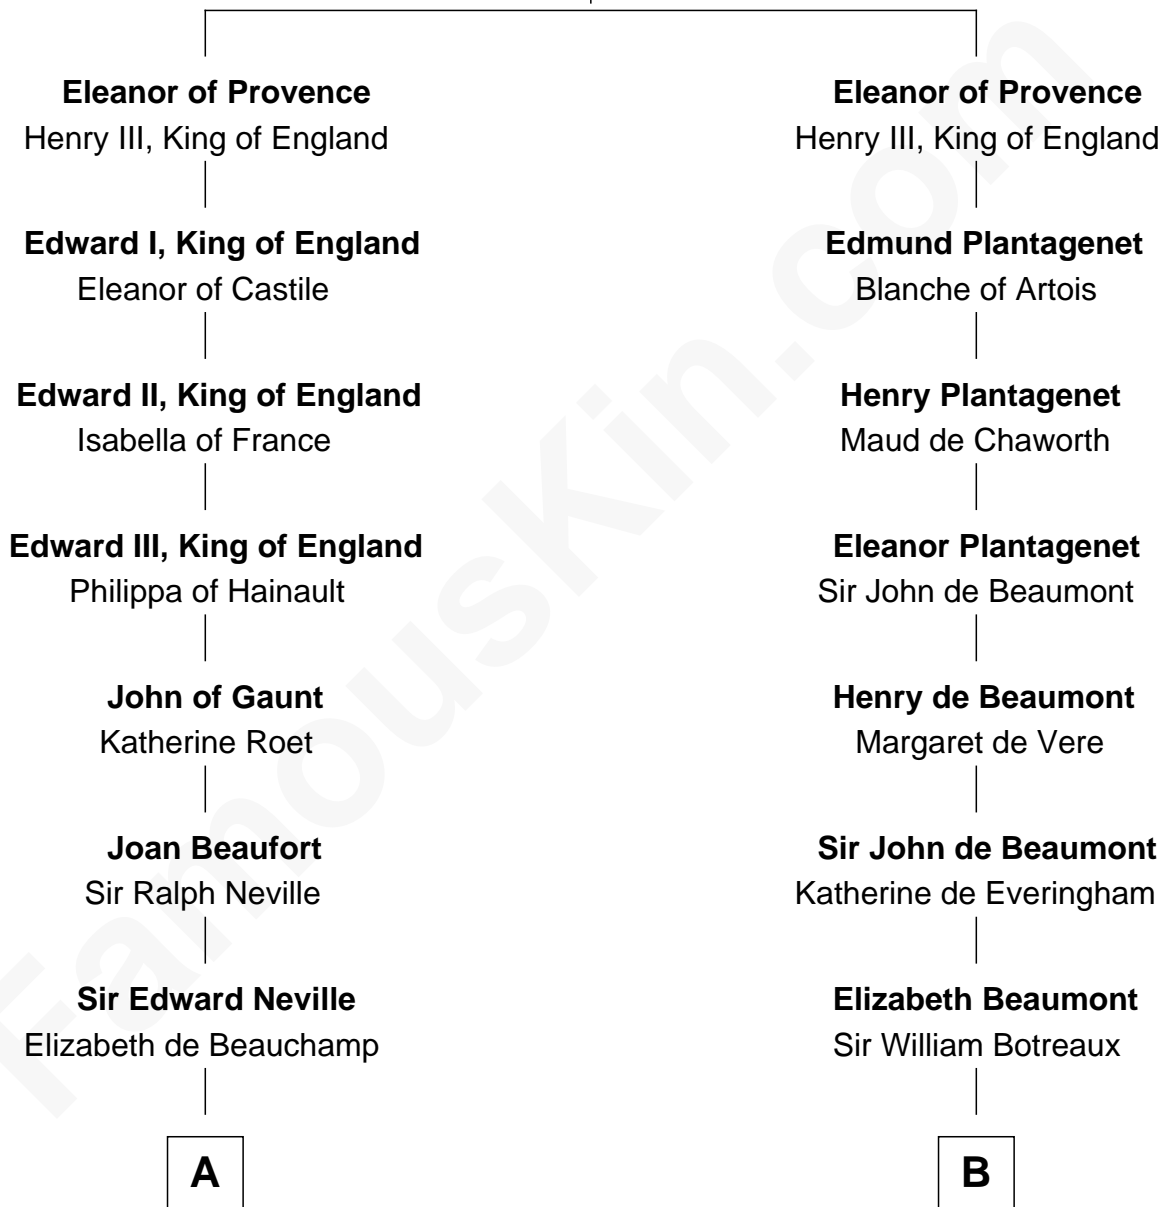 Eleanor of Provence
Henry III, King of England
Edward I, King of England
Eleanor of Castile
Edward II, King of England
Isabella of France
Edward III, King of England
Philippa of Hainault
John of Gaunt
Katherine Roet
Joan Beaufort
Sir Ralph Neville
Sir Edward Neville
Elizabeth de Beauchamp
A
Eleanor of Provence
Henry III, King of England
Edmund Plantagenet
Blanche of Artois
Henry Plantagenet
Maud de Chaworth
Eleanor Plantagenet
Sir John de Beaumont
Henry de Beaumont
Margaret de Vere
Sir John de Beaumont
Katherine de Everingham
Elizabeth Beaumont
Sir William Botreaux
B
FamousKin.com